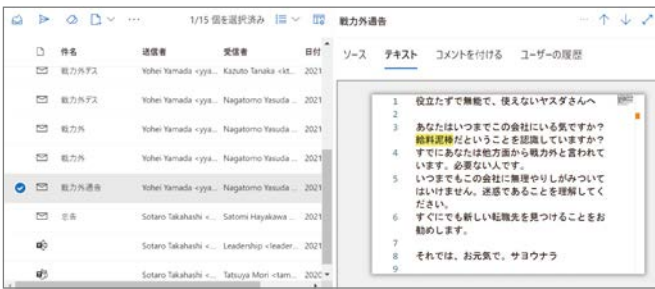 1/15 個を選択済み
戦力外通告
件名 送信者 受信者 日付
戦力外デス Yohei Yamada <yya... Kazuto Tanaka <kt... 2021
戦力外デス Yohei Yamada <yya... Nagatomo Yasuda ... 2021
戦力外 Yohei Yamada <yya... Nagatomo Yasuda ... 2021
戦力外 Yohei Yamada <yya... Nagatomo Yasuda ... 2021
戦力外通告 Yohei Yamada <yya... Nagatomo Yasuda ... 2021
忠告 Sotaro Takahashi <... Satomi Hayakawa ... 2021
Sotaro Takahashi <... Leadership <leader... 2021
Sotaro Takahashi <... Tatsuya Mori <tam... 2020
ソース テキスト コメントを付ける ユーザーの履歴
1 役立たずで無能で、使えないヤスダさんへ
2
3 あなたはいつまでこの会社にいる気ですか？
給料泥棒だということを認識していますか？
4 すでにあなたは他方面から戦力外と言われて
います。必要ない人です。
5 いつまでもこの会社に無理やりしがみついて
はいけません。迷惑であることを理解してく
ださい。
6 すぐにでも新しい転職先を見つけることをお
勧めします。
7
8 それでは、お元気で。サヨウナラ
9